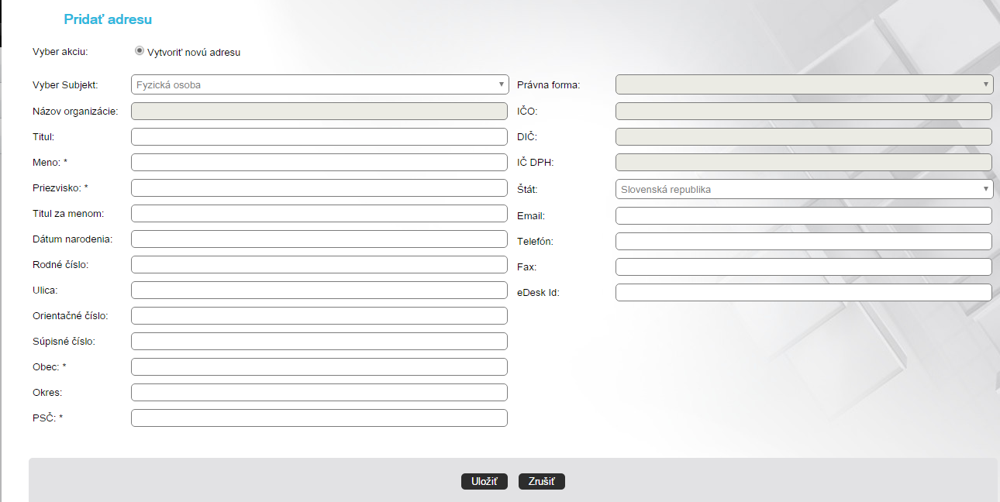 Pridať adresu
Vyber akciu:
Vytvoriť novú adresu
Vyber Subjekt:
Fyzická osoba
Názov organizácie:
Titul:
Meno: *
Priezvisko: *
Titul za menom:
Dátum narodenia:
Rodné číslo:
Ulica:
Orientačné číslo:
Súpisné číslo:
Obec: *
Okres:
PSČ: *
Právna forma:
IČO:
DIČ:
IČ DPH:
Štát:
Slovenská republika
Email:
Telefón:
Fax:
eDesk Id:
Uložiť
Zrušiť